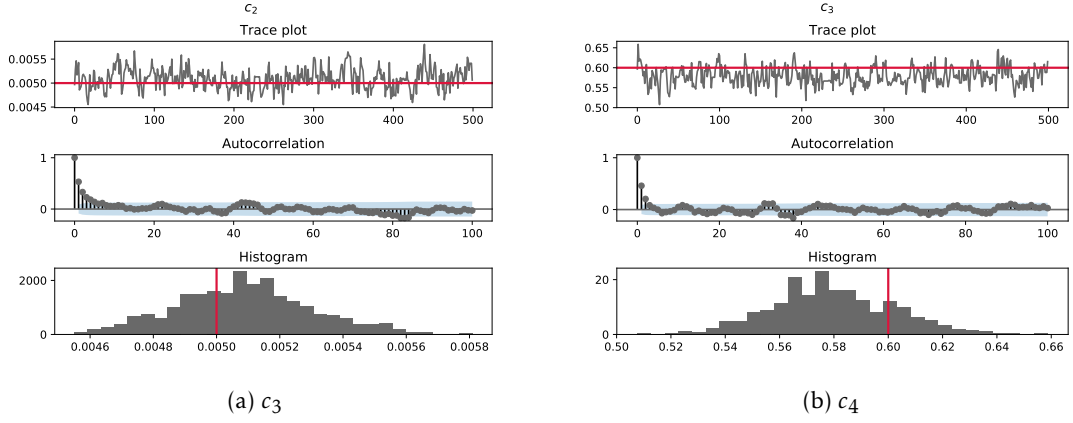 c₂
Trace plot
0.0055
0.0050
0.0045
0 100 200 300 400 500
Autocorrelation
1
0
0 20 40 60 80 100
Histogram
2000
0
0.0046 0.0048 0.0050 0.0052 0.0054 0.0056 0.0058
(a) c₃
c₃
Trace plot
0.65
0.60
0.55
0.50
0 100 200 300 400 500
Autocorrelation
1
0
0 20 40 60 80 100
Histogram
20
0
0.50 0.52 0.54 0.56 0.58 0.60 0.62 0.64 0.66
(b) c₄